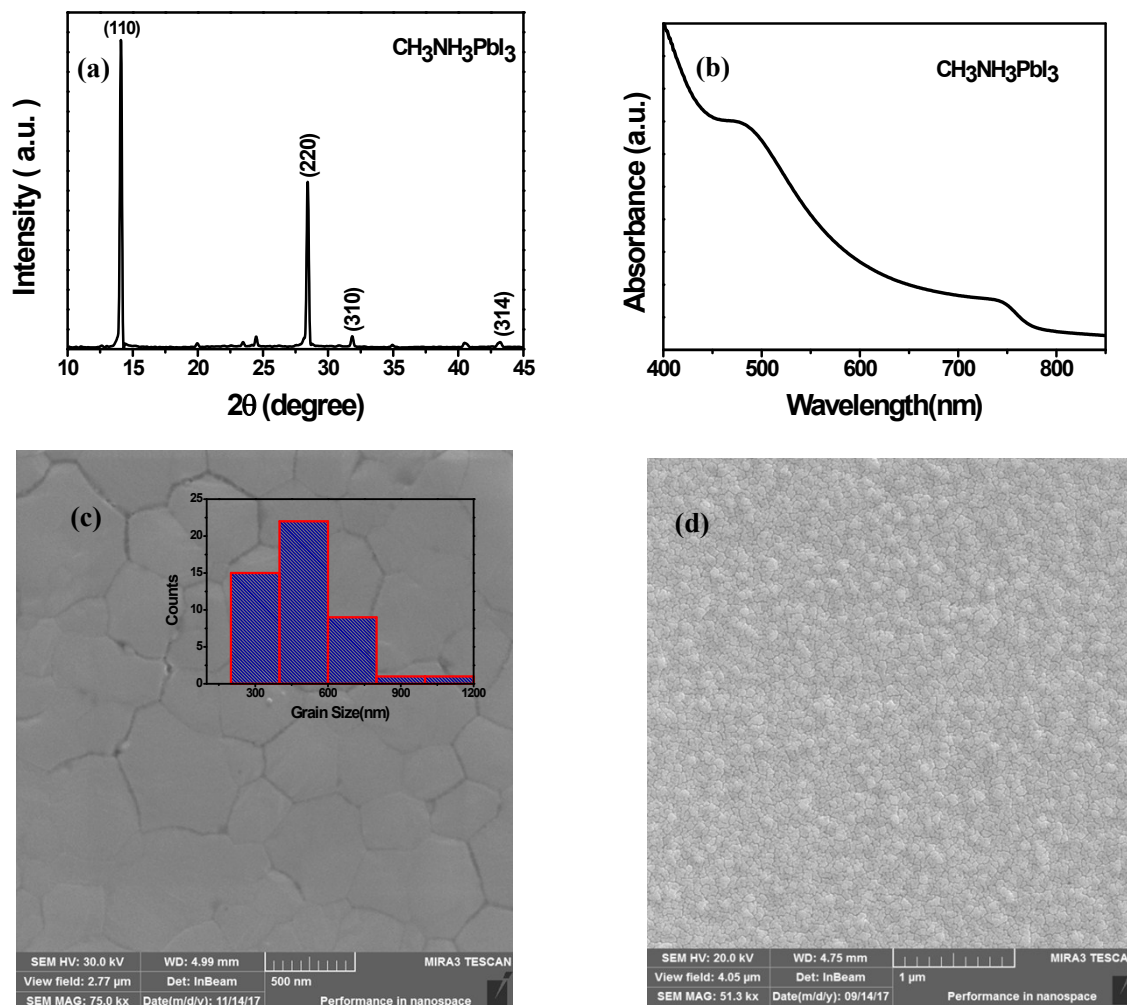 (a)
CH3NH3PbI3
(110)
(220)
(310)
(314)
Intensity ( a.u. )
10 15 20 25 30 35 40 45
2θ (degree)
(b)
CH3NH3PbI3
Absorbance (a.u.)
400 500 600 700 800
Wavelength(nm)
(c)
25
20
15
10
5
0
Counts
300 600 900 1200
Grain Size(nm)
SEM HV: 30.0 kV WD: 4.99 mm MIRA3 TESCAN
View field: 2.77 µm Det: InBeam 500 nm
SEM MAG: 75.0 kx Date(m/d/y): 11/14/17 Performance in nanospace
(d)
SEM HV: 20.0 kV WD: 4.75 mm MIRA3 TESCA
View field: 4.05 µm Det: InBeam 1 µm
SEM MAG: 51.3 kx Date(m/d/y): 09/14/17 Performance in nanospace